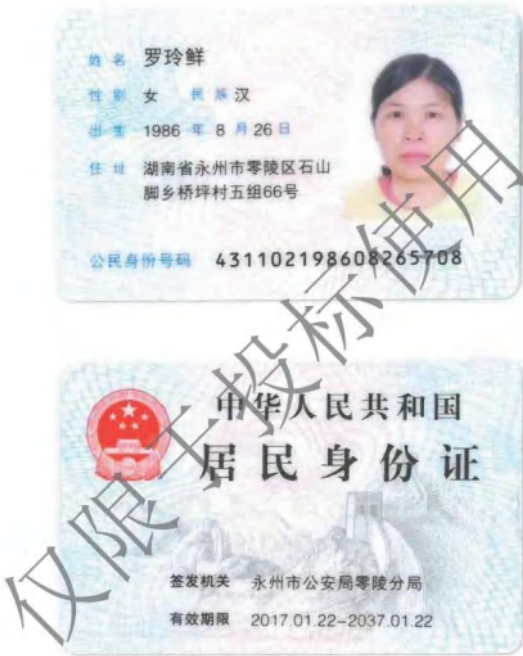 姓名 罗玲鲜
性别 女 民族 汉
出生 1986 年 8 月 26 日
住址 湖南省永州市零陵区石山
脚乡桥坪村五组66号
公民身份号码 431102198608265708
中华人民共和国
居民身份证
签发机关 永州市公安局零陵分局
有效期限 2017.01.22-2037.01.22
仅限于投标使用